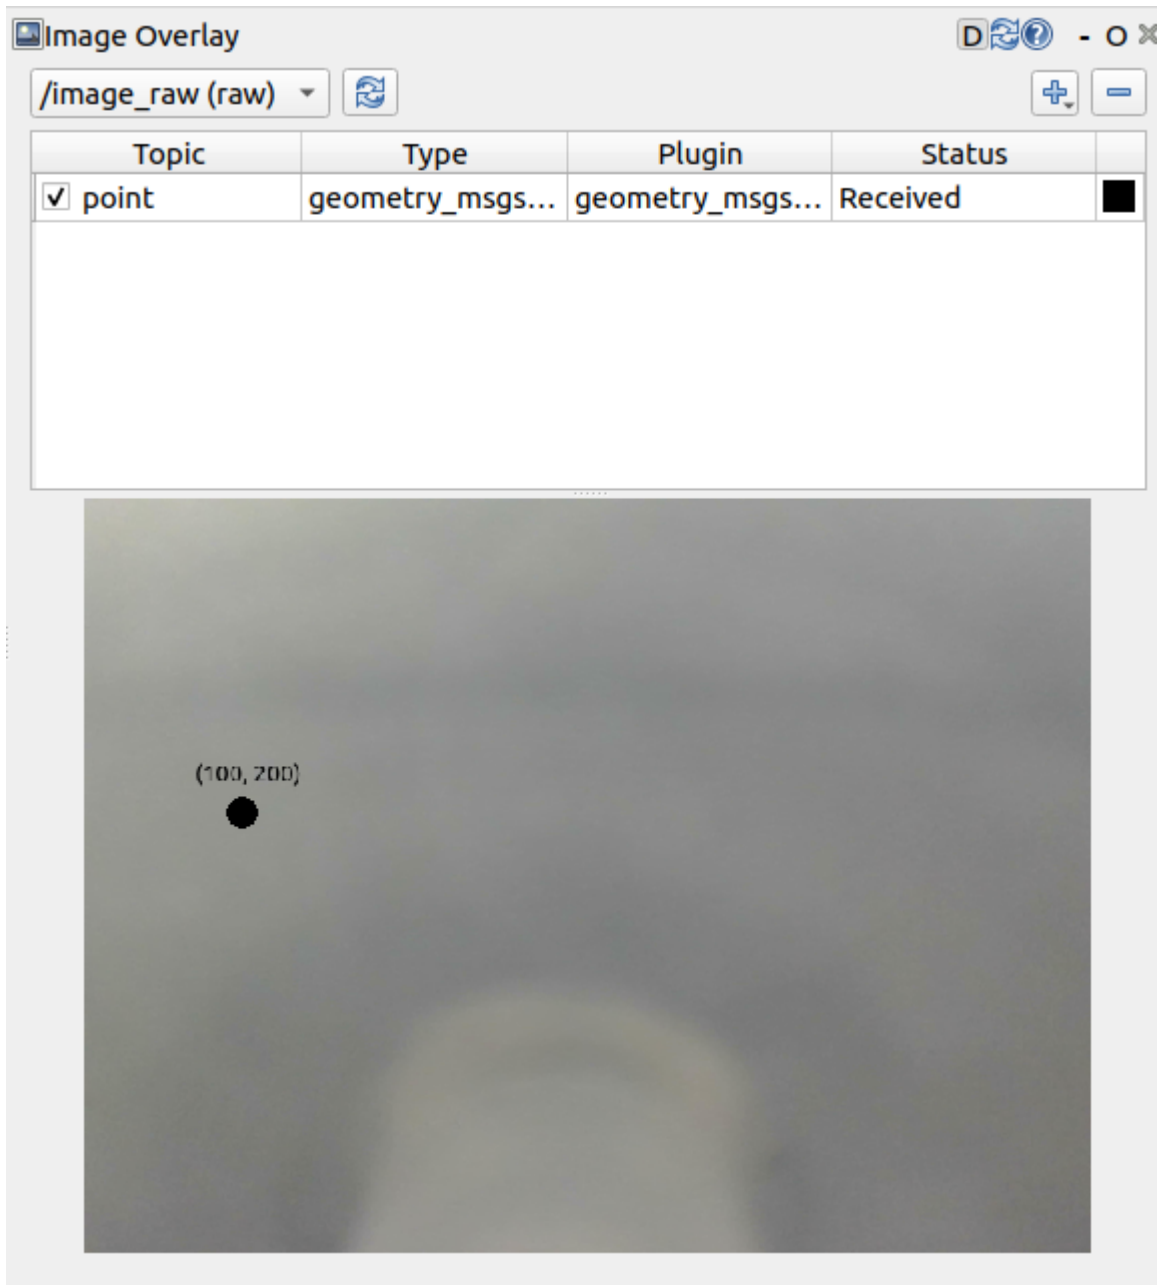 Image Overlay D ? - O
/image_raw (raw)
Topic Type Plugin Status
point geometry_msgs... geometry_msgs... Received
(100, 200)